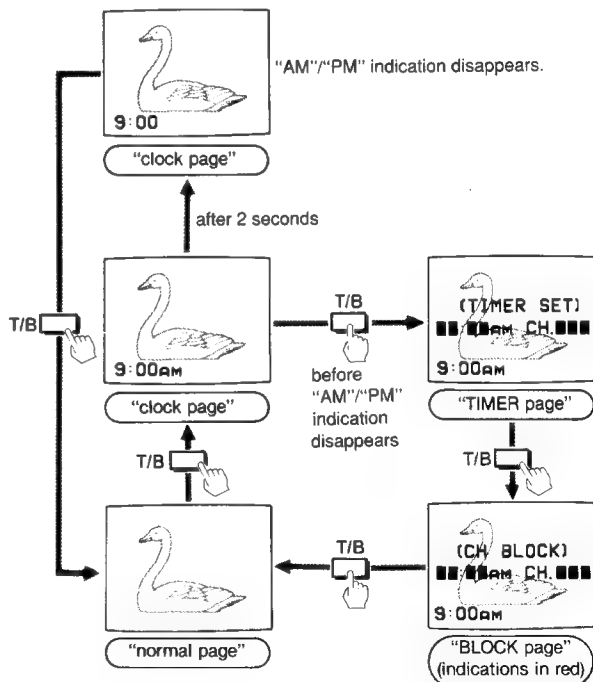 "AM"/"PM" indication disappears.
9:00
"clock page"
after 2 seconds
T/B
9:00AM
"clock page"
T/B
before
"AM"/"PM"
indication
disappears
(TIMER SET)
■■:■■AM CH.■■■
9:00AM
"TIMER page"
T/B
T/B
"normal page"
T/B
(CH BLOCK)
■■:■■AM CH.■■■
9:00AM
"BLOCK page"
(indications in red)